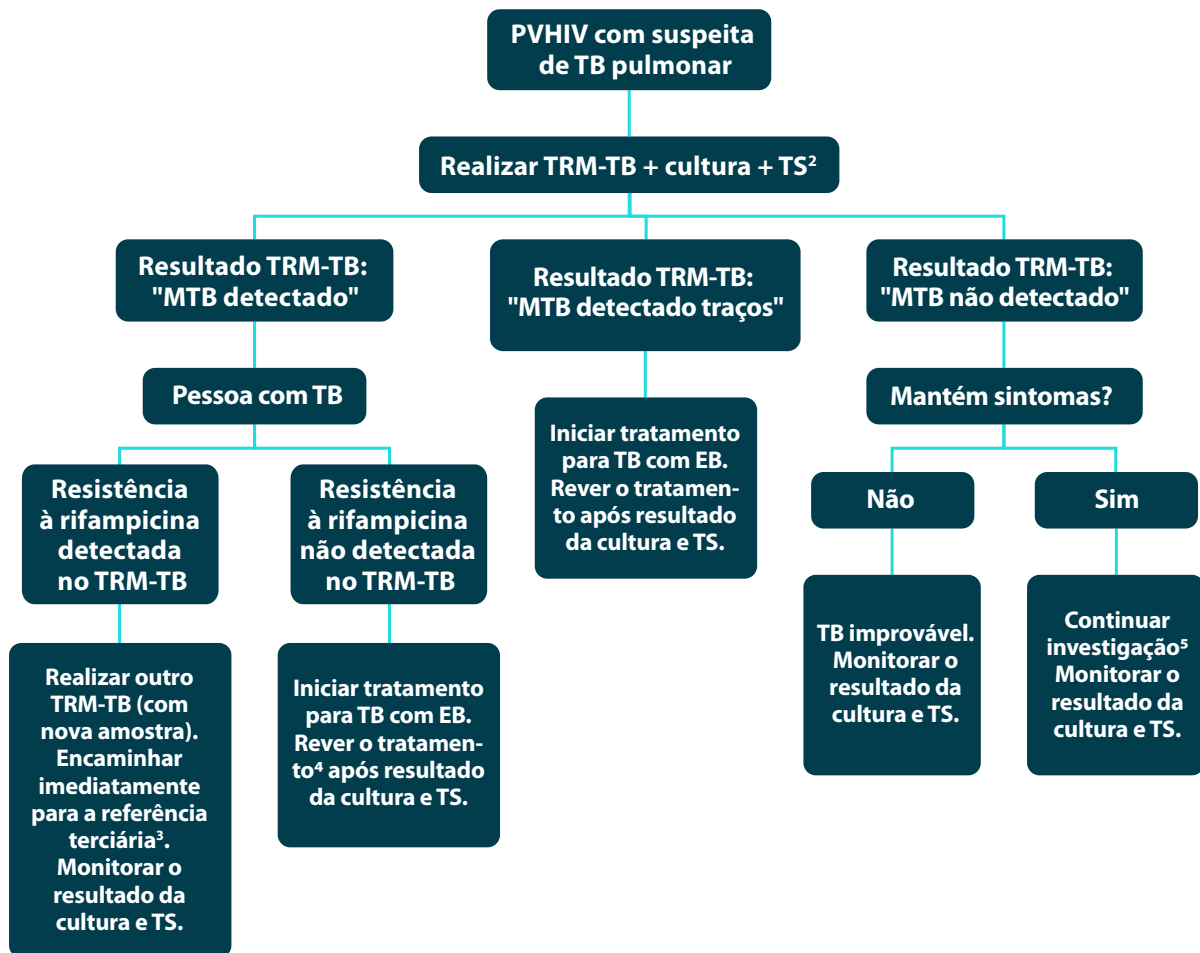 PVHIV com suspeita
de TB pulmonar
Realizar TRM-TB + cultura + TS²
Resultado TRM-TB:
"MTB detectado"
Resultado TRM-TB:
"MTB detectado traços"
Resultado TRM-TB:
"MTB não detectado"
Pessoa com TB
Mantém sintomas?
Resistência
à rifampicina
detectada
no TRM-TB
Resistência
à rifampicina
não detectada
no TRM-TB
Iniciar tratamento
para TB com EB.
Rever o tratamen-
to após resultado
da cultura e TS.
Não
Sim
Realizar outro
TRM-TB (com
nova amostra).
Encaminhar
imediatamente
para a referência
terciária³.
Monitorar o
resultado da
cultura e TS.
Iniciar tratamento
para TB com EB.
Rever o tratamen-
to⁴ após resultado
da cultura e TS.
TB improvável.
Monitorar o
resultado da
cultura e TS.
Continuar
investigação⁵
Monitorar o
resultado da
cultura e TS.